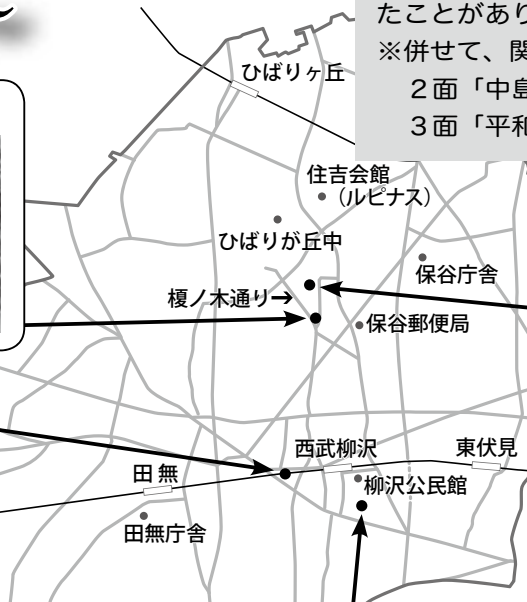 たことがあり
※併せて、関
２面「中島
３面「平和
ひばりヶ丘
住吉会館
（ルピナス）
ひばりが丘中
保谷庁舎
榎ノ木通り→
保谷郵便局
西武柳沢
東伏見
田無
柳沢公民館
田無庁舎